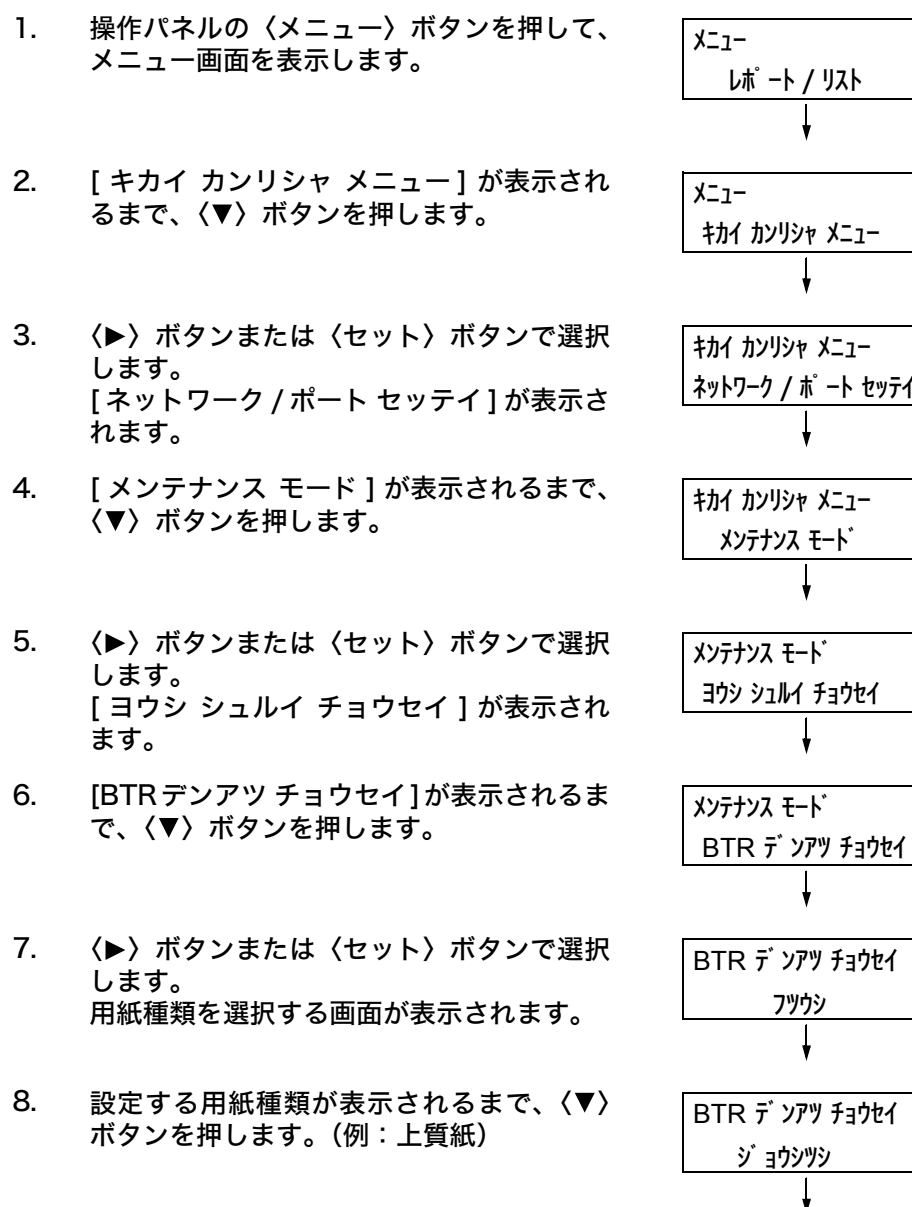 1. 操作パネルの〈メニュー〉ボタンを押して、
メニュー画面を表示します。
ﾒﾆｭｰ
ﾚﾎﾟｰﾄ / ﾘｽﾄ
2. [ キカイ カンリシャ メニュー ] が表示され
るまで、〈▼〉ボタンを押します。
ﾒﾆｭｰ
ｷｶｲ ｶﾝﾘｼｬ ﾒﾆｭｰ
3. 〈▶〉ボタンまたは〈セット〉ボタンで選択
します。
[ ネットワーク / ポート セッテイ ] が表示さ
れます。
ｷｶｲ ｶﾝﾘｼｬ ﾒﾆｭｰ
ﾈｯﾄﾜｰｸ / ﾎﾟｰﾄ ｾｯﾃｲ
4. [ メンテナンス モード ] が表示されるまで、
〈▼〉ボタンを押します。
ｷｶｲ ｶﾝﾘｼｬ ﾒﾆｭｰ
ﾒﾝﾃﾅﾝｽ ﾓｰﾄﾞ
5. 〈▶〉ボタンまたは〈セット〉ボタンで選択
します。
[ ヨウシ シュルイ チョウセイ ] が表示され
ます。
ﾒﾝﾃﾅﾝｽ ﾓｰﾄﾞ
ﾖｳｼ ｼｭﾙｲ ﾁｮｳｾｲ
6. [BTR デンアツ チョウセイ] が表示されるま
で、〈▼〉ボタンを押します。
ﾒﾝﾃﾅﾝｽ ﾓｰﾄﾞ
BTR ﾃﾞﾝｱﾂ ﾁｮｳｾｲ
7. 〈▶〉ボタンまたは〈セット〉ボタンで選択
します。
用紙種類を選択する画面が表示されます。
BTR ﾃﾞﾝｱﾂ ﾁｮｳｾｲ
ﾌﾂｳｼ
8. 設定する用紙種類が表示されるまで、〈▼〉
ボタンを押します。（例：上質紙）
BTR ﾃﾞﾝｱﾂ ﾁｮｳｾｲ
ｼﾞｮｳｼﾂｼ